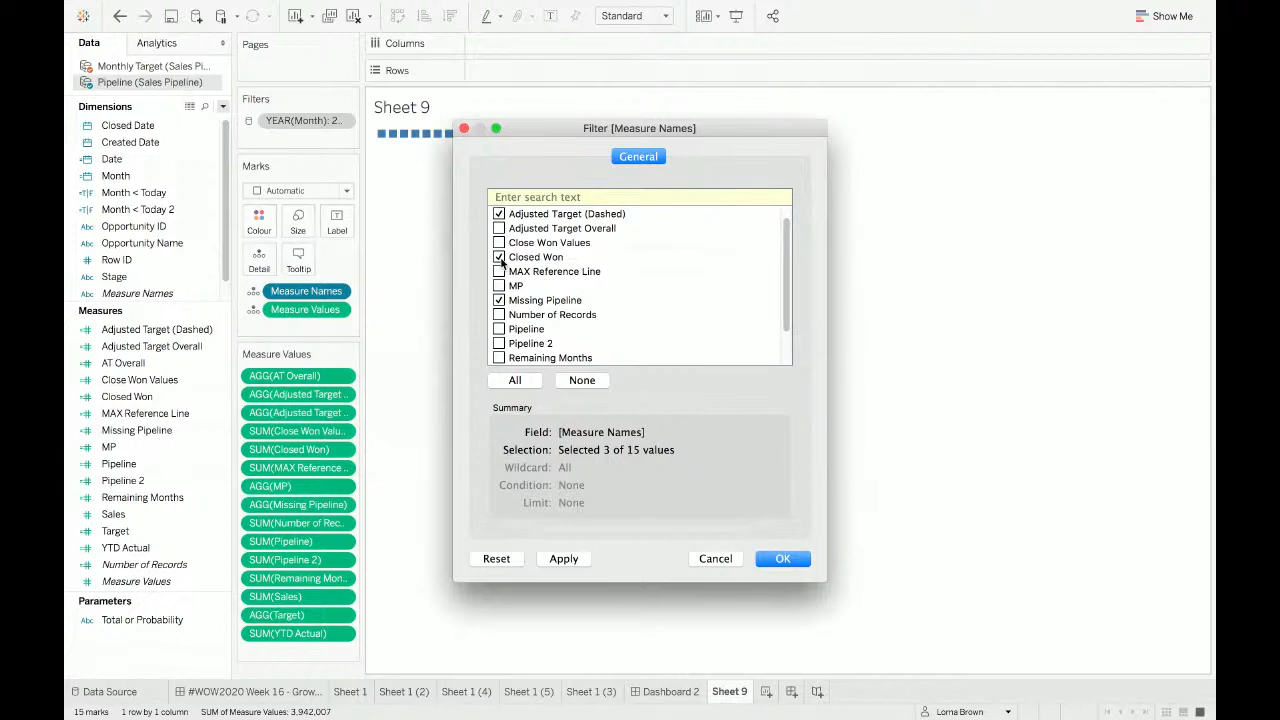 Standard
Show Me
Data
Analytics
Pages
Columns
Rows
Monthly Target (Sales Pi...
Pipeline (Sales Pipeline)
Dimensions
Closed Date
Created Date
Date
Month
=T|F Month < Today
=T|F Month < Today 2
Opportunity ID
Abc Opportunity Name
Row ID
Abc Stage
Abc Measure Names
Measures
Adjusted Target (Dashed)
Adjusted Target Overall
AT Overall
Close Won Values
Closed Won
MAX Reference Line
Missing Pipeline
MP
Pipeline
Pipeline 2
Remaining Months
Sales
Target
YTD Actual
Number of Records
Measure Values
Parameters
Abc Total or Probability
Filters
YEAR(Month): 2..
Marks
Automatic
Colour
Size
Label
Detail
Tooltip
Measure Names
Measure Values
Measure Values
AGG(AT Overall)
AGG(Adjusted Target ..
AGG(Adjusted Target ..
SUM(Close Won Valu..
SUM(Closed Won)
SUM(MAX Reference ..
AGG(MP)
AGG(Missing Pipeline)
SUM(Number of Rec..
SUM(Pipeline)
SUM(Pipeline 2)
SUM(Remaining Mon..
SUM(Sales)
AGG(Target)
SUM(YTD Actual)
Sheet 9
Filter [Measure Names]
General
Enter search text
Adjusted Target (Dashed)
Adjusted Target Overall
Close Won Values
Closed Won
MAX Reference Line
MP
Missing Pipeline
Number of Records
Pipeline
Pipeline 2
Remaining Months
All
None
Summary
Field: [Measure Names]
Selection: Selected 3 of 15 values
Wildcard: All
Condition: None
Limit: None
Reset
Apply
Cancel
OK
Data Source
#WOW2020 Week 16 - Grow...
Sheet 1
Sheet 1 (2)
Sheet 1 (4)
Sheet 1 (5)
Sheet 1 (3)
Dashboard 2
Sheet 9
15 marks
1 row by 1 column
SUM of Measure Values: 3,942,007
Lorna Brown